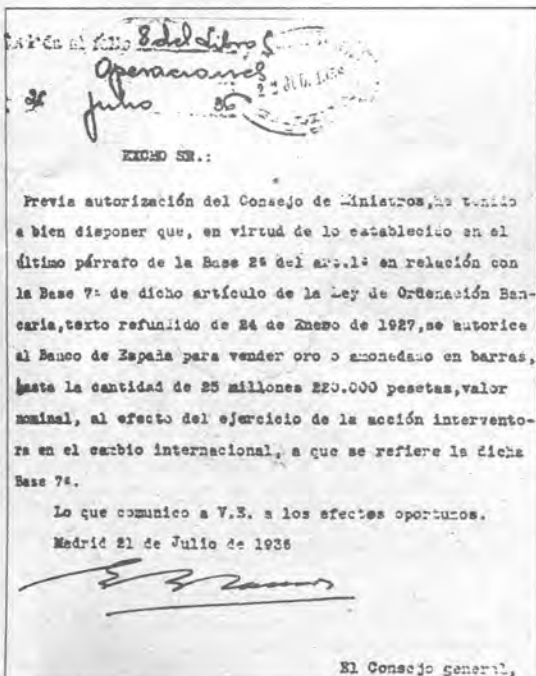 al folio 8 del Libro
Operaciones
26 Julio 36
EXCMO SR.:
Previa autorización del Consejo de Ministros,he tenido
a bien disponer que, en virtud de lo establecido en el
último párrafo de la Base 2ª del art.1º en relación con
la Base 7ª de dicho artículo de la Ley de Ordenación Ban-
caria,texto refundido de 24 de Enero de 1927,se autorice
al Banco de España para vender oro o amonedado en barras,
hasta la cantidad de 25 millones 220.000 pesetas,valor
nominal, al efecto del ejercicio de la acción intervento-
ra en el cambio internacional, a que se refiere la dicha
Base 7ª.
Lo que comunico a V.E. a los efectos oportunos.
Madrid 21 de Julio de 1936
El Consejo general,